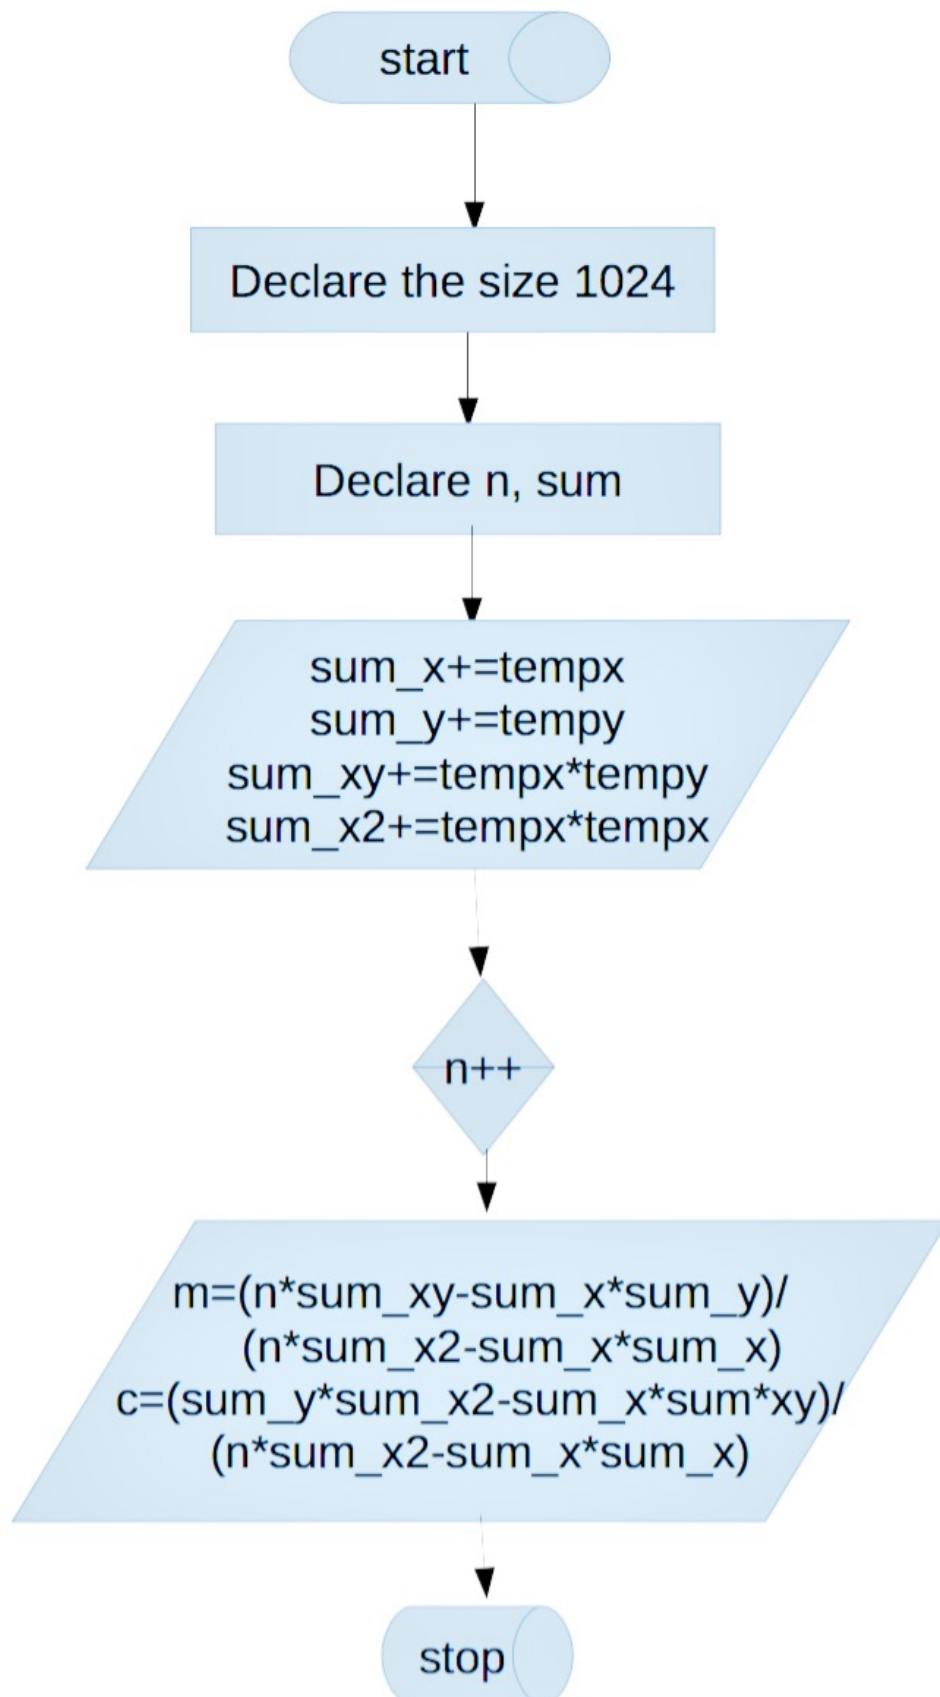 start
Declare the size 1024
Declare n, sum
sum_x+=tempx
sum_y+=tempy
sum_xy+=tempx*tempy
sum_x2+=tempx*tempx
n++
m=(n*sum_xy-sum_x*sum_y)/
(n*sum_x2-sum_x*sum_x)
c=(sum_y*sum_x2-sum_x*sum*xy)/
(n*sum_x2-sum_x*sum_x)
stop